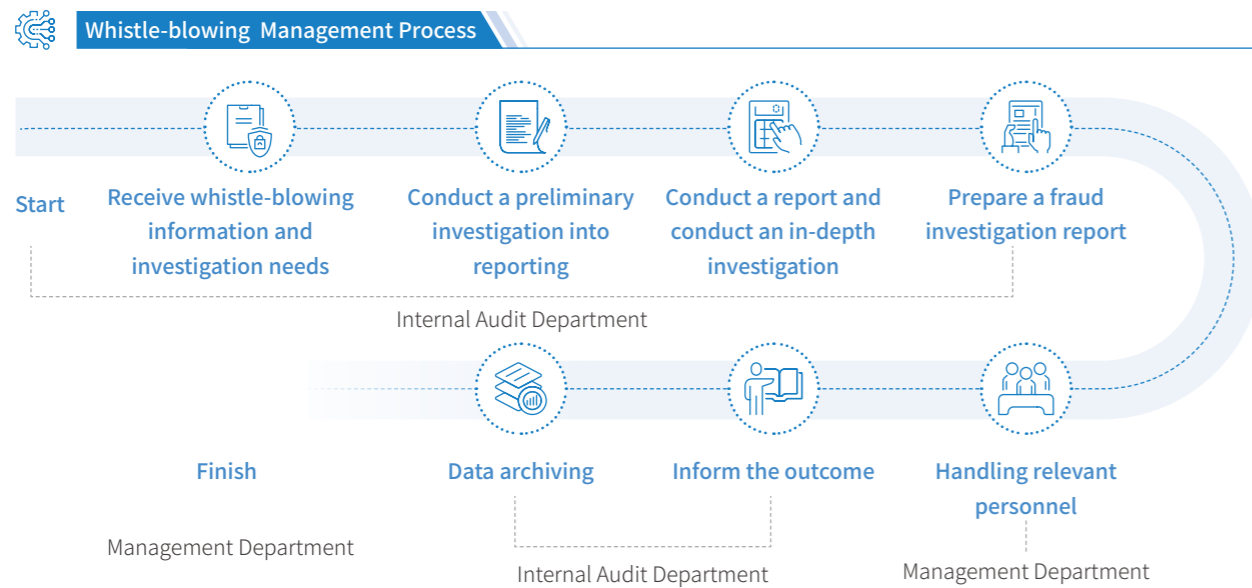 Whistle-blowing Management Process
Start
Receive whistle-blowing
information and
investigation needs
Conduct a preliminary
investigation into
reporting
Conduct a report and
conduct an in-depth
investigation
Prepare a fraud
investigation report
Internal Audit Department
Handling relevant
personnel
Inform the outcome
Data archiving
Finish
Management Department
Internal Audit Department
Management Department